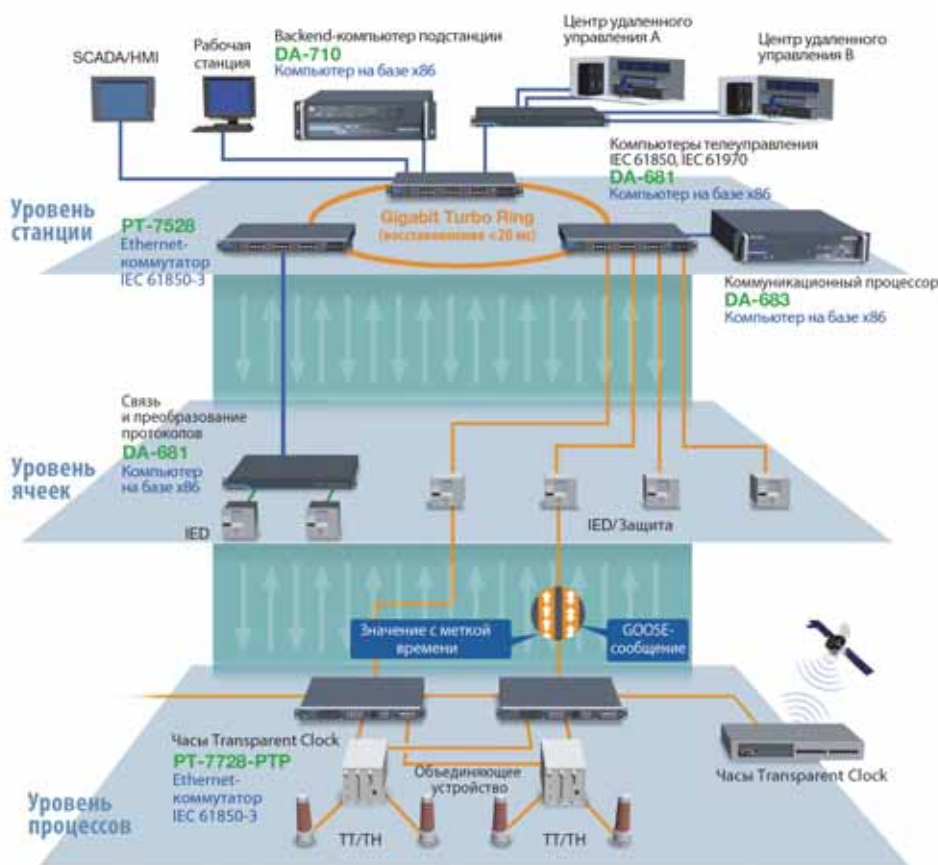 SCADA/HMI
Рабочая
станция
Backend-компьютер подстанции
DA-710
Компьютер на базе x86
Центр удаленного
управления А
Центр удаленного
управления В
Компьютеры телеуправления
IEC 61850, IEC 61970
DA-681
Компьютер на базе x86
Уровень
станции
PT-7528
Ethernet-
коммутатор
IEC 61850-3
Gigabit Turbo Ring
(восстановление <20 мс)
Коммуникационный процессор
DA-683
Компьютер на базе x86
Связь
и преобразование
протоколов
DA-681
Компьютер
на базе x86
Уровень
ячеек
IED
IED/Защита
Значение с меткой
времени
GOOSE-
сообщение
Часы Transparent Clock
PT-7728-PTP
Ethernet-
коммутатор
IEC 61850-3
Объединяющее
устройство
Часы Transparent Clock
Уровень
процессов
ТТ/ТН
ТТ/ТН